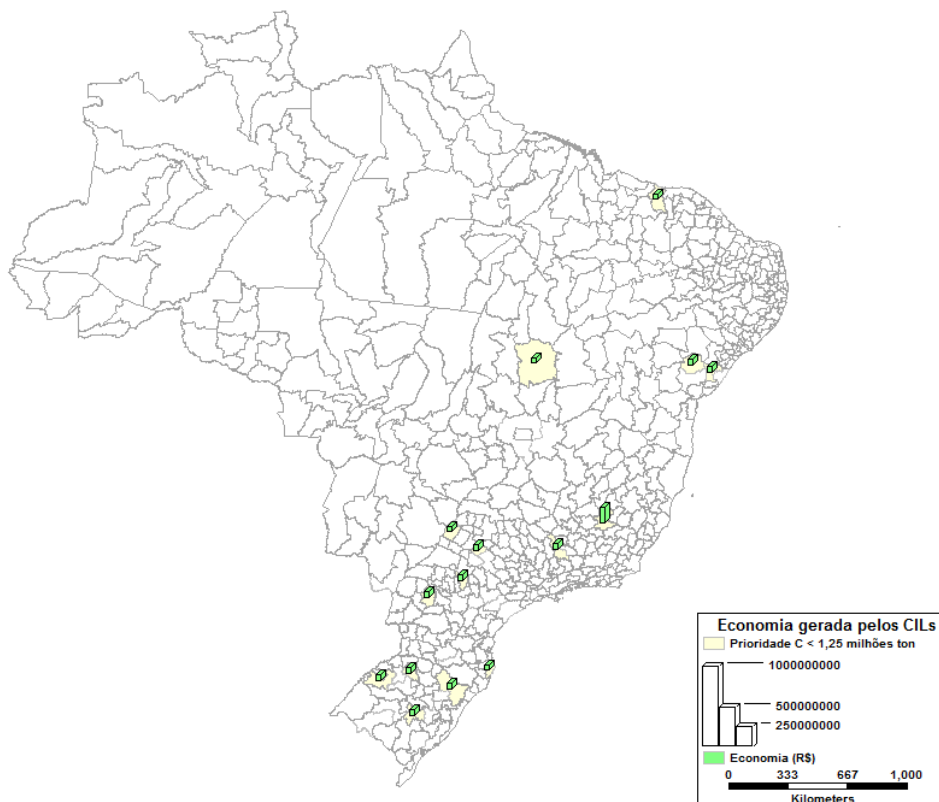 Economia gerada pelos CILs
Prioridade C < 1,25 milhões ton
1000000000
500000000
250000000
Economia (R$)
0 333 667 1,000
Kilometers